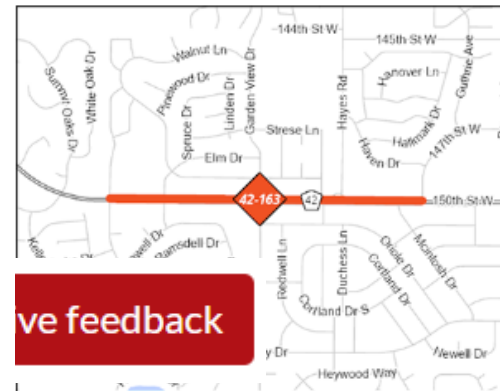 144th St W
145th St W
Walnut Ln
Guthrie Ave
Hanover Ln
Pinewood Dr
Summit Oaks Dr
White Oak Dr
Linden Dr
Garden View Dr
Hayes Rd
Spruce Dr
Strese Ln
Hallmark Dr
147th St W
Elm Dr
Haven Dr
42-163
42
150th St W
Ramsdell Dr
Redwell Ln
Duchess Ln
Oriole Dr
McIntosh Dr
Cortland Dr
Cortland Dr S
ive feedback
y Dr
Newell Dr
Heywood Way